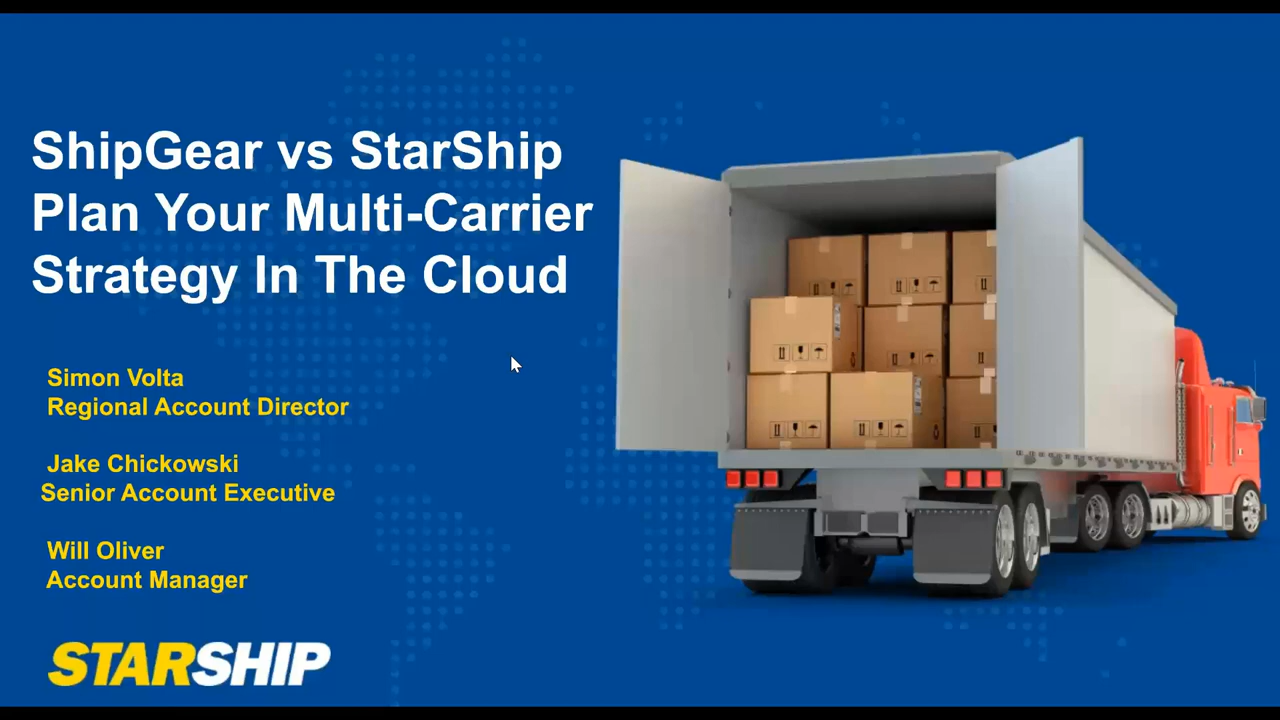 ShipGear vs StarShip
Plan Your Multi-Carrier
Strategy In The Cloud
Simon Volta
Regional Account Director
Jake Chickowski
Senior Account Executive
Will Oliver
Account Manager
STARSHIP